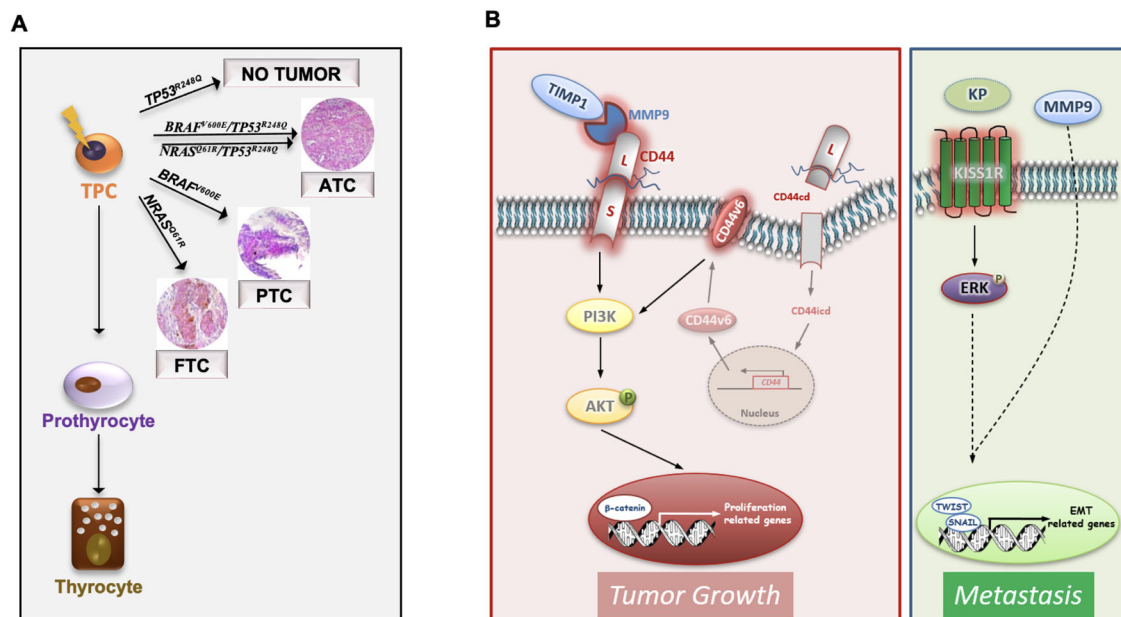 A
TP53R248Q
NO TUMOR
BRAFV600E/TP53R248Q
NRASQ61R/TP53R248Q
ATC
TPC
BRAFV600E
NRASQ61R
PTC
FTC
Prothyrocyte
Thyrocyte
B
TIMP1
MMP9
L
CD44
S
CD44v6
L
CD44cd
PI3K
CD44v6
CD44icd
CD44
Nucleus
AKT
P
β-catenin
Proliferation
related genes
Tumor Growth
KP
MMP9
KISS1R
ERK
P
TWIST
SNAIL
EMT
related genes
Metastasis